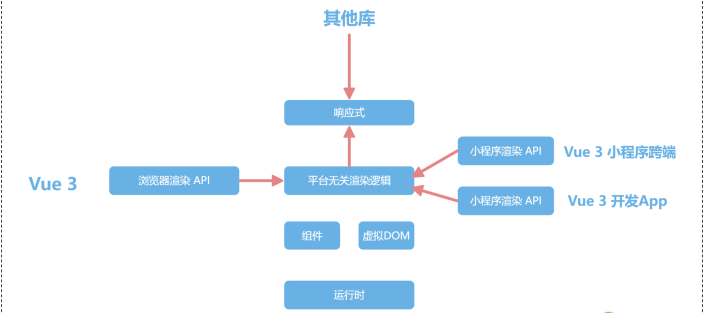 其他库
响应式
小程序渲染 API
Vue 3 小程序跨端
Vue 3
浏览器渲染 API
平台无关渲染逻辑
小程序渲染 API
Vue 3 开发App
组件
虚拟DOM
运行时